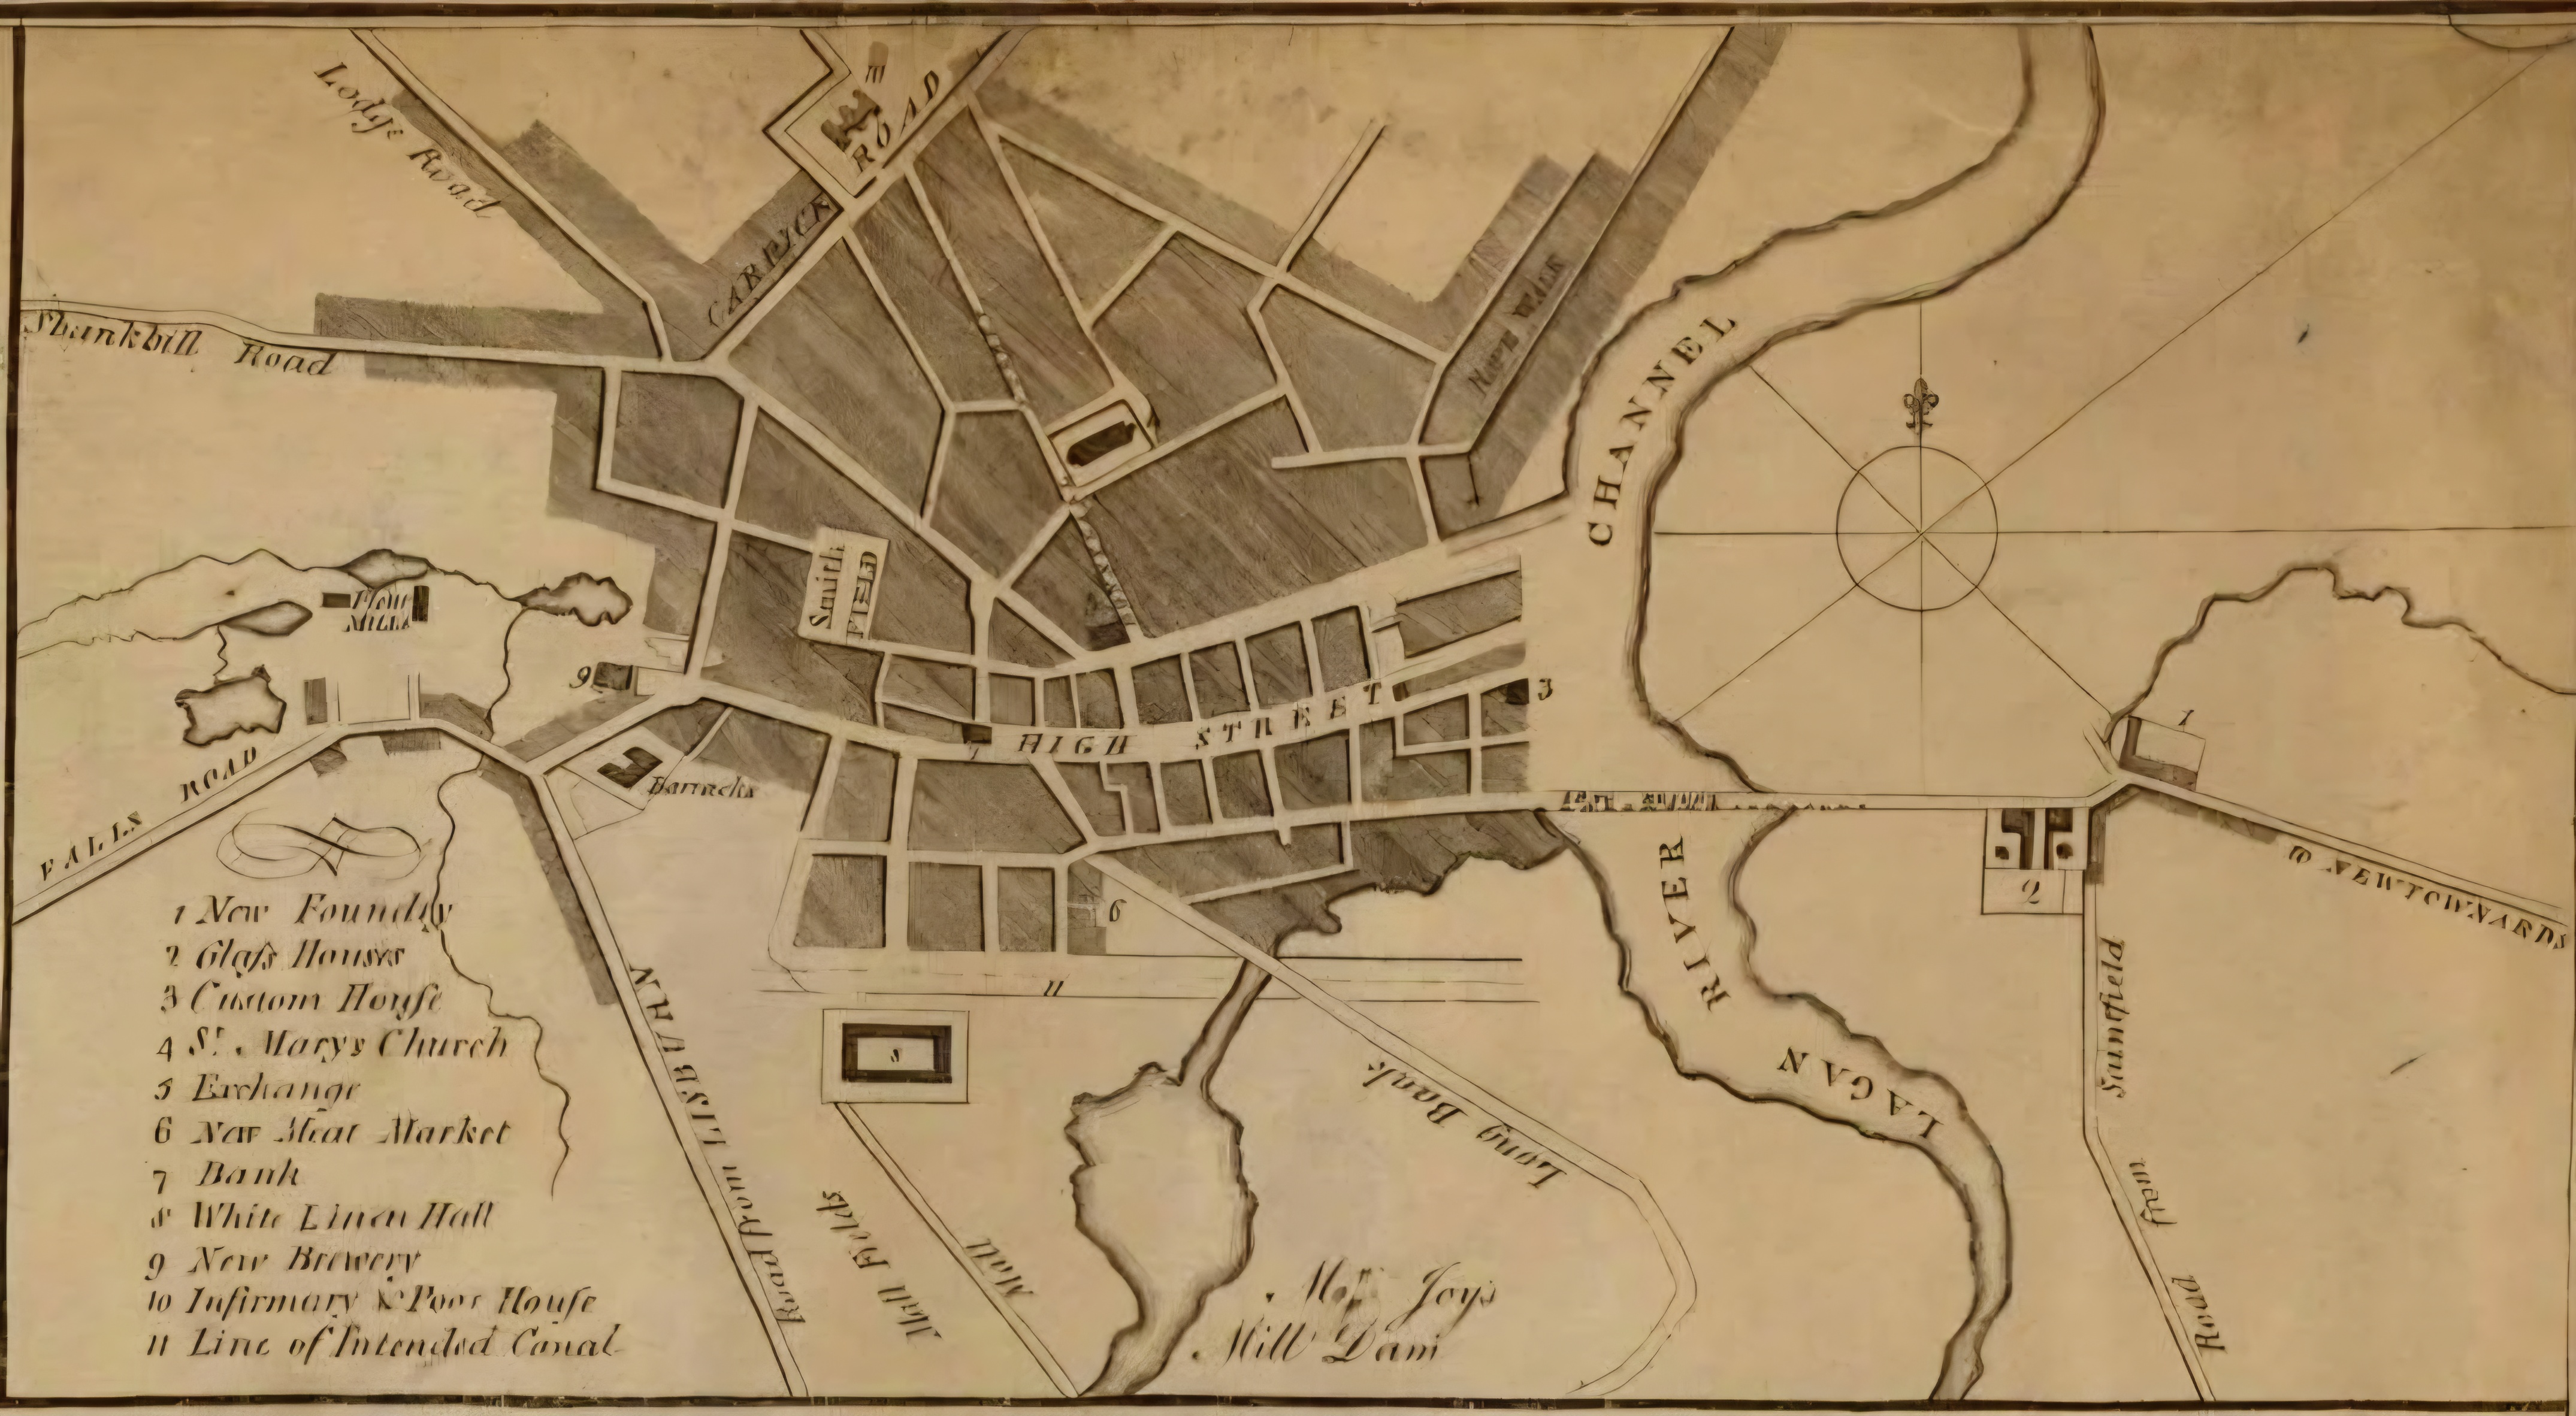 Lodge Road
CARRICK
ROAD
Shunkhill Road
NEW WALK
CHANNEL
Smith
FIELD
Flour
Mills
9
3
HIGH STREET
7
1
Barracks
FALLS ROAD
2
to NEWTOWNARDS
6
RIVER
LAGAN
11
8
Long Bank
Road from LISBURN
Mall Fields
Mall
Saintfield
from
Road
Joys
Mill Dam
1 New Foundry
2 Glaſs Houses
3 Custom Houſe
4 St. Marys Church
5 Exchange
6 New Meat Market
7 Bank
8 White Linen Hall
9 New Brewery
10 Infirmary & Poor Houſe
11 Line of Intended Canal